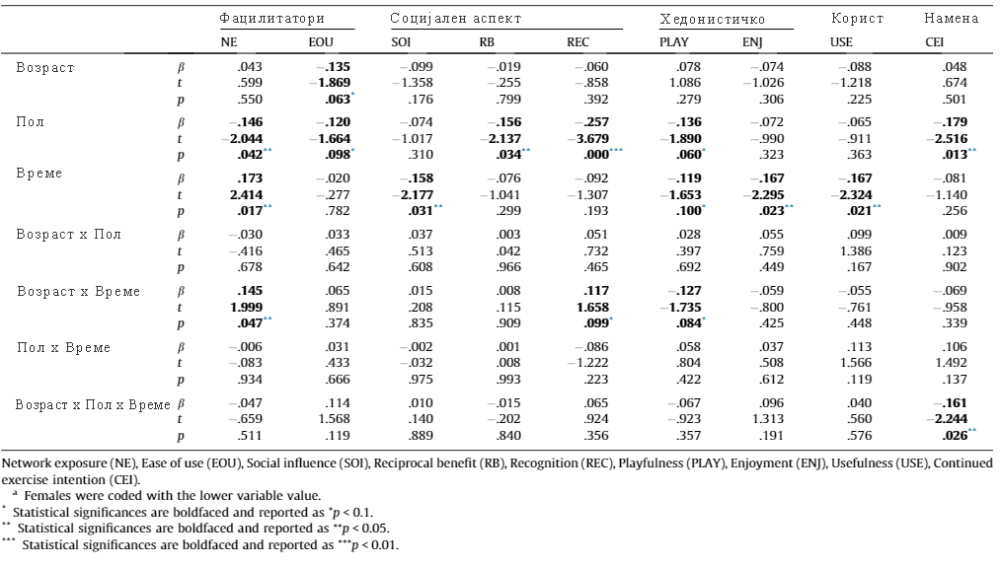 Фацилитатори Социјален аспект Хедонистичко Корист Намена
NE EOU SOI RB REC PLAY ENJ USE CEI
Возраст β .043 −.135 −.099 −.019 −.060 .078 −.074 −.088 .048
t .599 −1.869 −1.358 −.255 −.858 1.086 −1.026 −1.218 .674
p .550 .063* .176 .799 .392 .279 .306 .225 .501
Пол β −.146 −.120 −.074 −.156 −.257 −.136 −.072 −.065 −.179
t −2.044 −1.664 −1.017 −2.137 −3.679 −1.890 −.990 −.911 −2.516
p .042** .098* .310 .034** .000*** .060* .323 .363 .013**
Време β .173 −.020 −.158 −.076 −.092 −.119 −.167 −.167 −.081
t 2.414 −.277 −2.177 −1.041 −1.307 −1.653 −2.295 −2.324 −1.140
p .017** .782 .031** .299 .193 .100* .023** .021** .256
Возраст x Пол β −.030 .033 .037 .003 .051 .028 .055 .099 .009
t −.416 .465 .513 .042 .732 .397 .759 1.386 .123
p .678 .642 .608 .966 .465 .692 .449 .167 .902
Возраст x Време β .145 .065 .015 .008 .117 −.127 −.059 −.055 −.069
t 1.999 .891 .208 .115 1.658 −1.735 −.800 −.761 −.958
p .047** .374 .835 .909 .099* .084* .425 .448 .339
Пол x Време β −.006 .031 −.002 .001 −.086 .058 .037 .113 .106
t −.083 .433 −.032 .008 −1.222 .804 .508 1.566 1.492
p .934 .666 .975 .993 .223 .422 .612 .119 .137
Возраст x Пол x Време β −.047 .114 .010 −.015 .065 −.067 .096 .040 −.161
t −.659 1.568 .140 −.202 .924 −.923 1.313 .560 −2.244
p .511 .119 .889 .840 .356 .357 .191 .576 .026**
Network exposure (NE), Ease of use (EOU), Social influence (SOI), Reciprocal benefit (RB), Recognition (REC), Playfulness (PLAY), Enjoyment (ENJ), Usefulness (USE), Continued
exercise intention (CEI).
a Females were coded with the lower variable value.
* Statistical significances are boldfaced and reported as *p < 0.1.
** Statistical significances are boldfaced and reported as **p < 0.05.
*** Statistical significances are boldfaced and reported as ***p < 0.01.